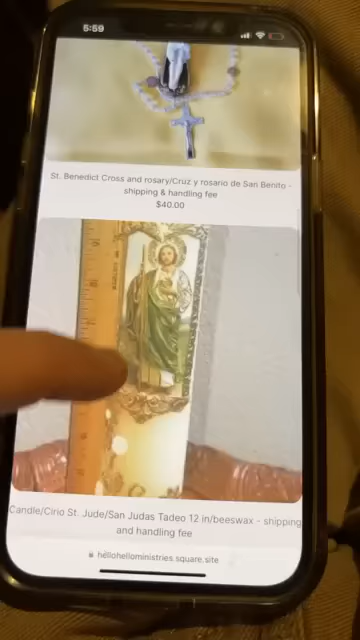 5:59
St. Benedict Cross and rosary/Cruz y rosario de San Benito -
shipping & handling fee
$40.00
Candle/Cirio St. Jude/San Judas Tadeo 12 in/beeswax - shipping
and handling fee
hellohelloministries.square.site